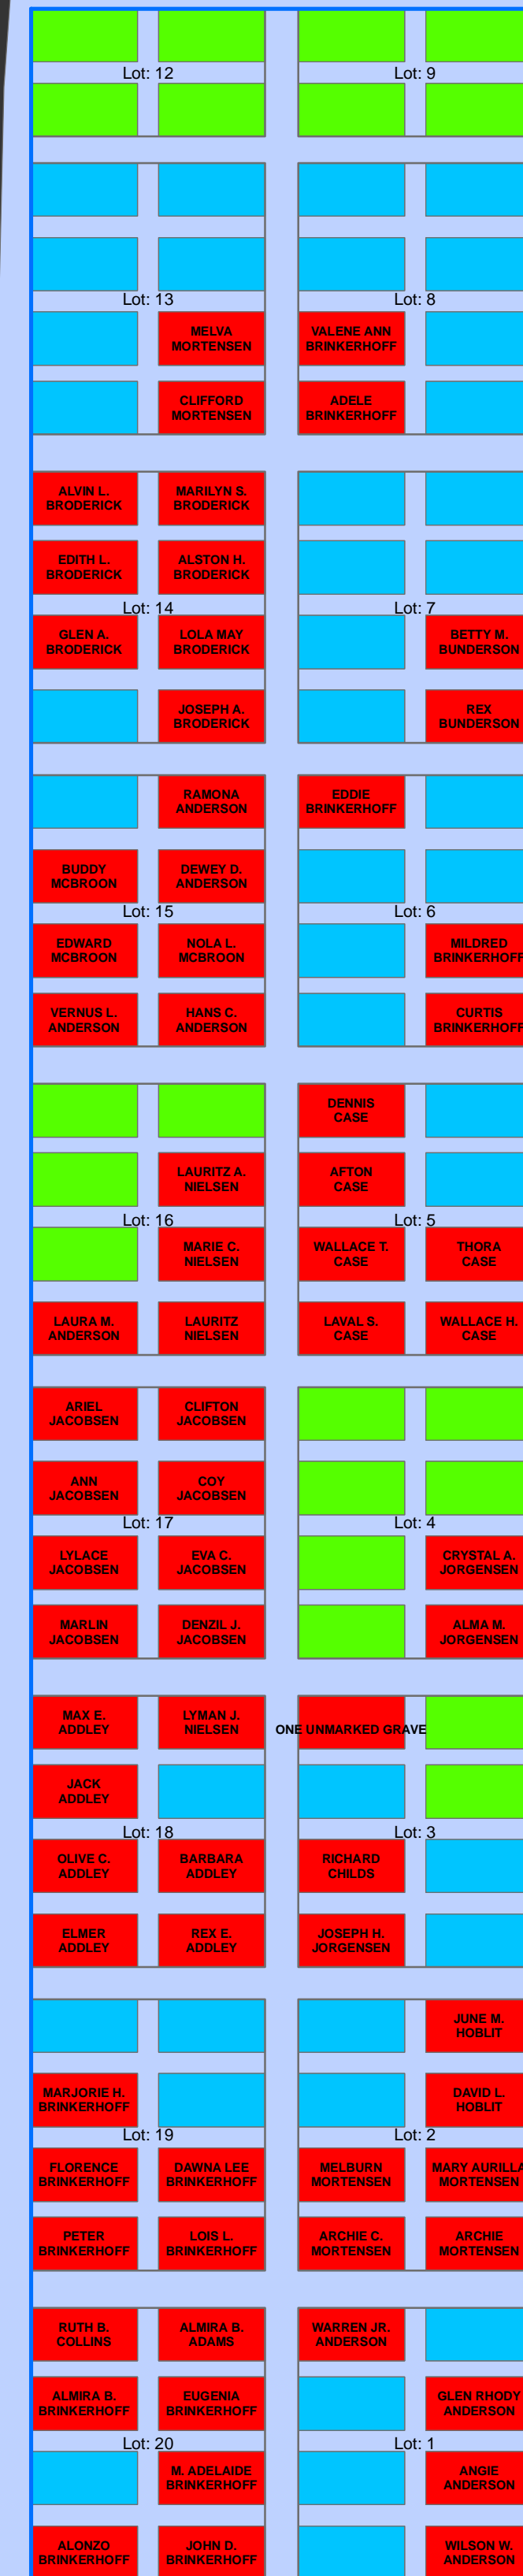 Lot: 12
Lot: 9
Lot: 13
Lot: 8
MELVA
MORTENSEN
VALENE ANN
BRINKERHOFF
CLIFFORD
MORTENSEN
ADELE
BRINKERHOFF
ALVIN L.
BRODERICK
MARILYN S.
BRODERICK
EDITH L.
BRODERICK
ALSTON H.
BRODERICK
Lot: 14
Lot: 7
GLEN A.
BRODERICK
LOLA MAY
BRODERICK
BETTY M.
BUNDERSON
JOSEPH A.
BRODERICK
REX
BUNDERSON
RAMONA
ANDERSON
EDDIE
BRINKERHOFF
BUDDY
MCBROON
DEWEY D.
ANDERSON
Lot: 15
Lot: 6
EDWARD
MCBROON
NOLA L.
MCBROON
MILDRED
BRINKERHOFF
VERNUS L.
ANDERSON
HANS C.
ANDERSON
CURTIS
BRINKERHOFF
DENNIS
CASE
LAURITZ A.
NIELSEN
AFTON
CASE
Lot: 16
Lot: 5
MARIE C.
NIELSEN
WALLACE T.
CASE
THORA
CASE
LAURA M.
ANDERSON
LAURITZ
NIELSEN
LAVAL S.
CASE
WALLACE H.
CASE
ARIEL
JACOBSEN
CLIFTON
JACOBSEN
ANN
JACOBSEN
COY
JACOBSEN
Lot: 17
Lot: 4
LYLACE
JACOBSEN
EVA C.
JACOBSEN
CRYSTAL A.
JORGENSEN
MARLIN
JACOBSEN
DENZIL J.
JACOBSEN
ALMA M.
JORGENSEN
MAX E.
ADDLEY
LYMAN J.
NIELSEN
ONE UNMARKED GRAVE
JACK
ADDLEY
Lot: 18
Lot: 3
OLIVE C.
ADDLEY
BARBARA
ADDLEY
RICHARD
CHILDS
ELMER
ADDLEY
REX E.
ADDLEY
JOSEPH H.
JORGENSEN
JUNE M.
HOBLIT
MARJORIE H.
BRINKERHOFF
DAVID L.
HOBLIT
Lot: 19
Lot: 2
FLORENCE
BRINKERHOFF
DAWNA LEE
BRINKERHOFF
MELBURN
MORTENSEN
MARY AURILLA
MORTENSEN
PETER
BRINKERHOFF
LOIS L.
BRINKERHOFF
ARCHIE C.
MORTENSEN
ARCHIE
MORTENSEN
RUTH B.
COLLINS
ALMIRA B.
ADAMS
WARREN JR.
ANDERSON
ALMIRA B.
BRINKERHOFF
EUGENIA
BRINKERHOFF
GLEN RHODY
ANDERSON
Lot: 20
Lot: 1
M. ADELAIDE
BRINKERHOFF
ANGIE
ANDERSON
ALONZO
BRINKERHOFF
JOHN D.
BRINKERHOFF
WILSON W.
ANDERSON